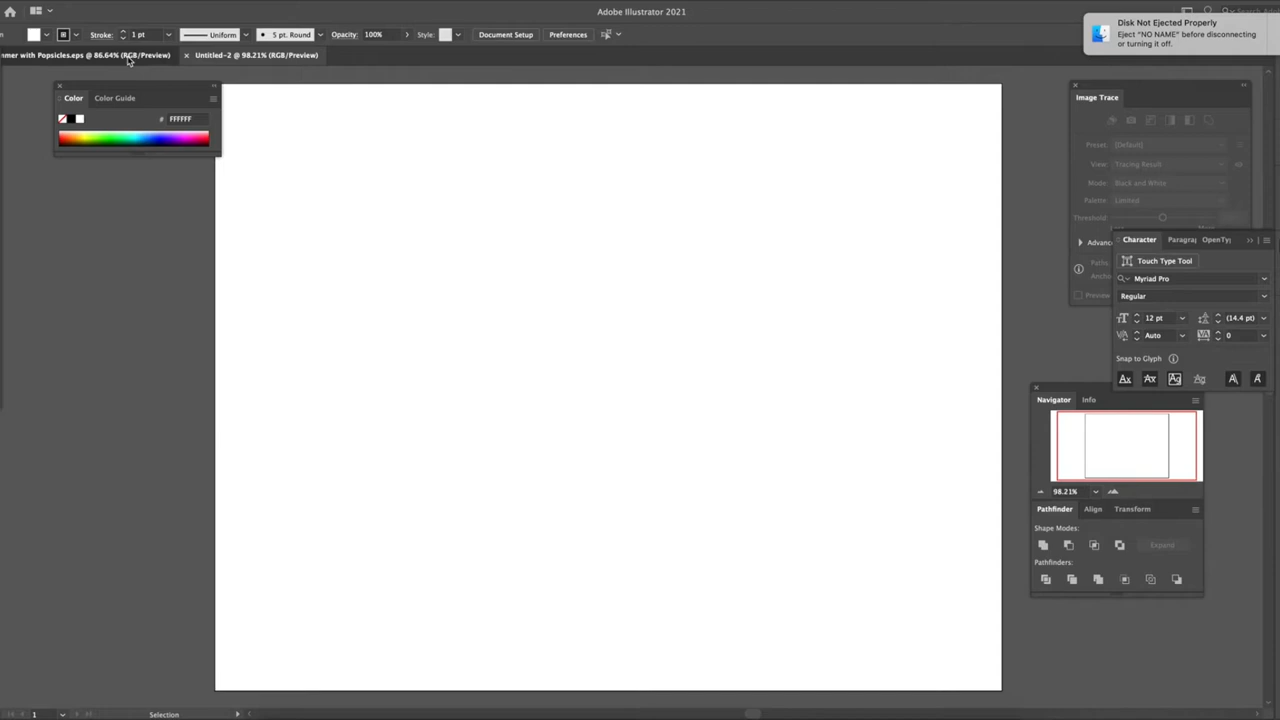 Adobe Illustrator 2021
Stroke: 1 pt Uniform 5 pt. Round Opacity: 100% Style: Document Setup Preferences
Disk Not Ejected Properly
Eject "NO NAME" before disconnecting
or turning it off.
mmer with Popsicles.eps @ 86.64% (RGB/Preview) × Untitled-2 @ 98.21% (RGB/Preview)
Color Color Guide
# FFFFFF
Image Trace
Preset: [Default]
View: Tracing Result
Mode: Black and White
Palette: Limited
Threshold:
Advanc
Paths:
Anchor
Preview
Character Paragra OpenTy
Touch Type Tool
Myriad Pro
Regular
12 pt (14.4 pt)
Auto 0
Snap to Glyph
Navigator Info
98.21%
Pathfinder Align Transform
Shape Modes:
Expand
Pathfinders:
1 Selection